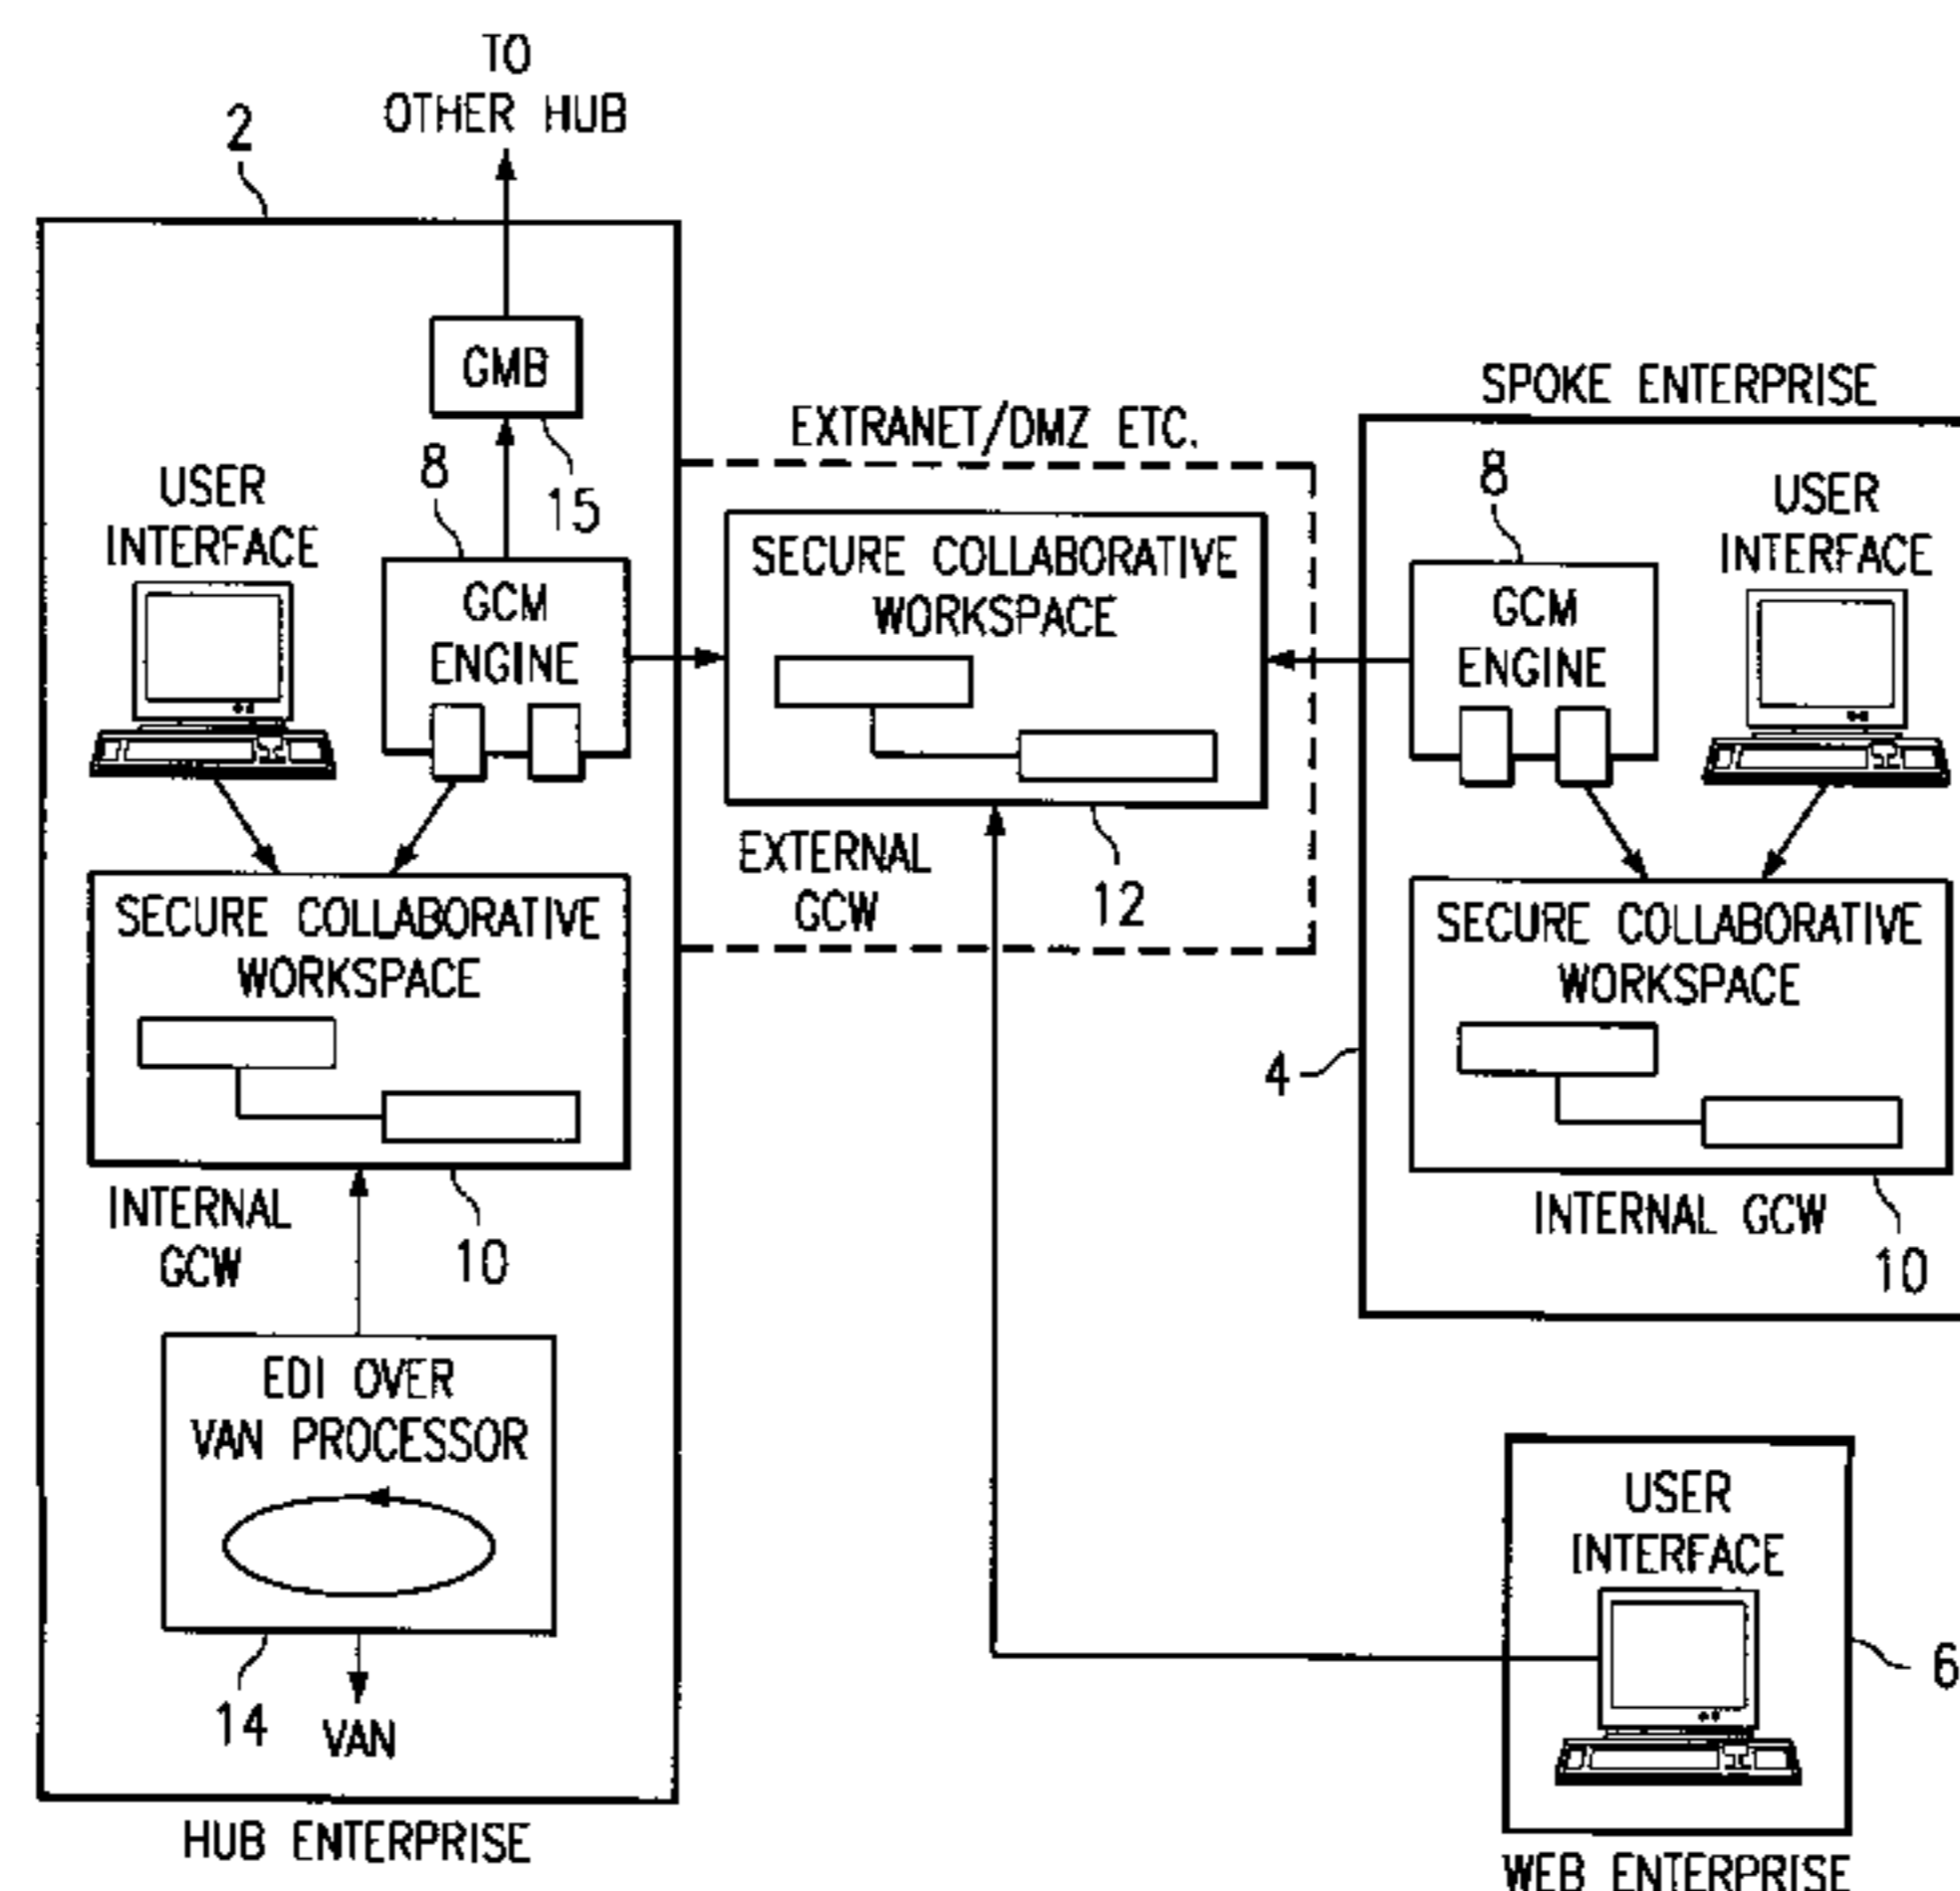 TO
OTHER HUB
2
GMB
15
8
USER
INTERFACE
GCM
ENGINE
SECURE COLLABORATIVE
WORKSPACE
INTERNAL
GCW
10
EDI OVER
VAN PROCESSOR
14
VAN
HUB ENTERPRISE
EXTRANET/DMZ ETC.
SECURE COLLABORATIVE
WORKSPACE
EXTERNAL
GCW
12
SPOKE ENTERPRISE
8
USER
INTERFACE
GCM
ENGINE
SECURE COLLABORATIVE
WORKSPACE
4
INTERNAL GCW
10
USER
INTERFACE
6
WEB ENTERPRISE